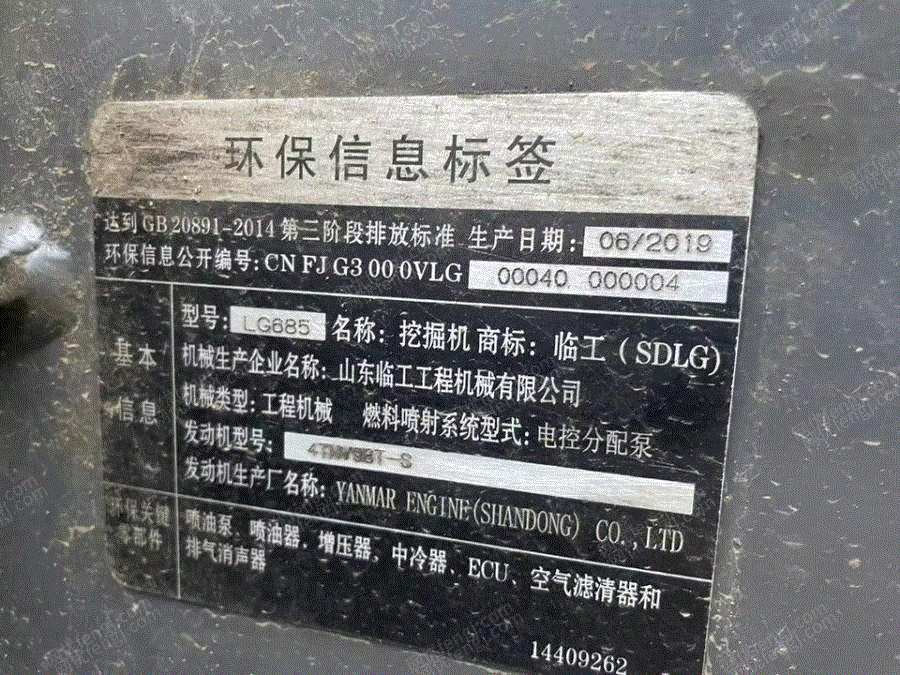 环保信息标签
达到GB 20891-2014 第三阶段排放标准 生产日期: 06/2019
环保信息公开编号: CN FJ G3 00 0VLG 00040 000004
基本信息
型号: LG685 名称: 挖掘机 商标: 临工 (SDLG)
机械生产企业名称: 山东临工工程机械有限公司
机械类型: 工程机械 燃料喷射系统型式: 电控分配泵
发动机型号: 4TNV98T-S
发动机生产厂名称: YANMAR ENGINE(SHANDONG) CO.,LTD
环保关键零部件
喷油泵、喷油器、增压器、中冷器、ECU、空气滤清器和
排气消声器
14409262